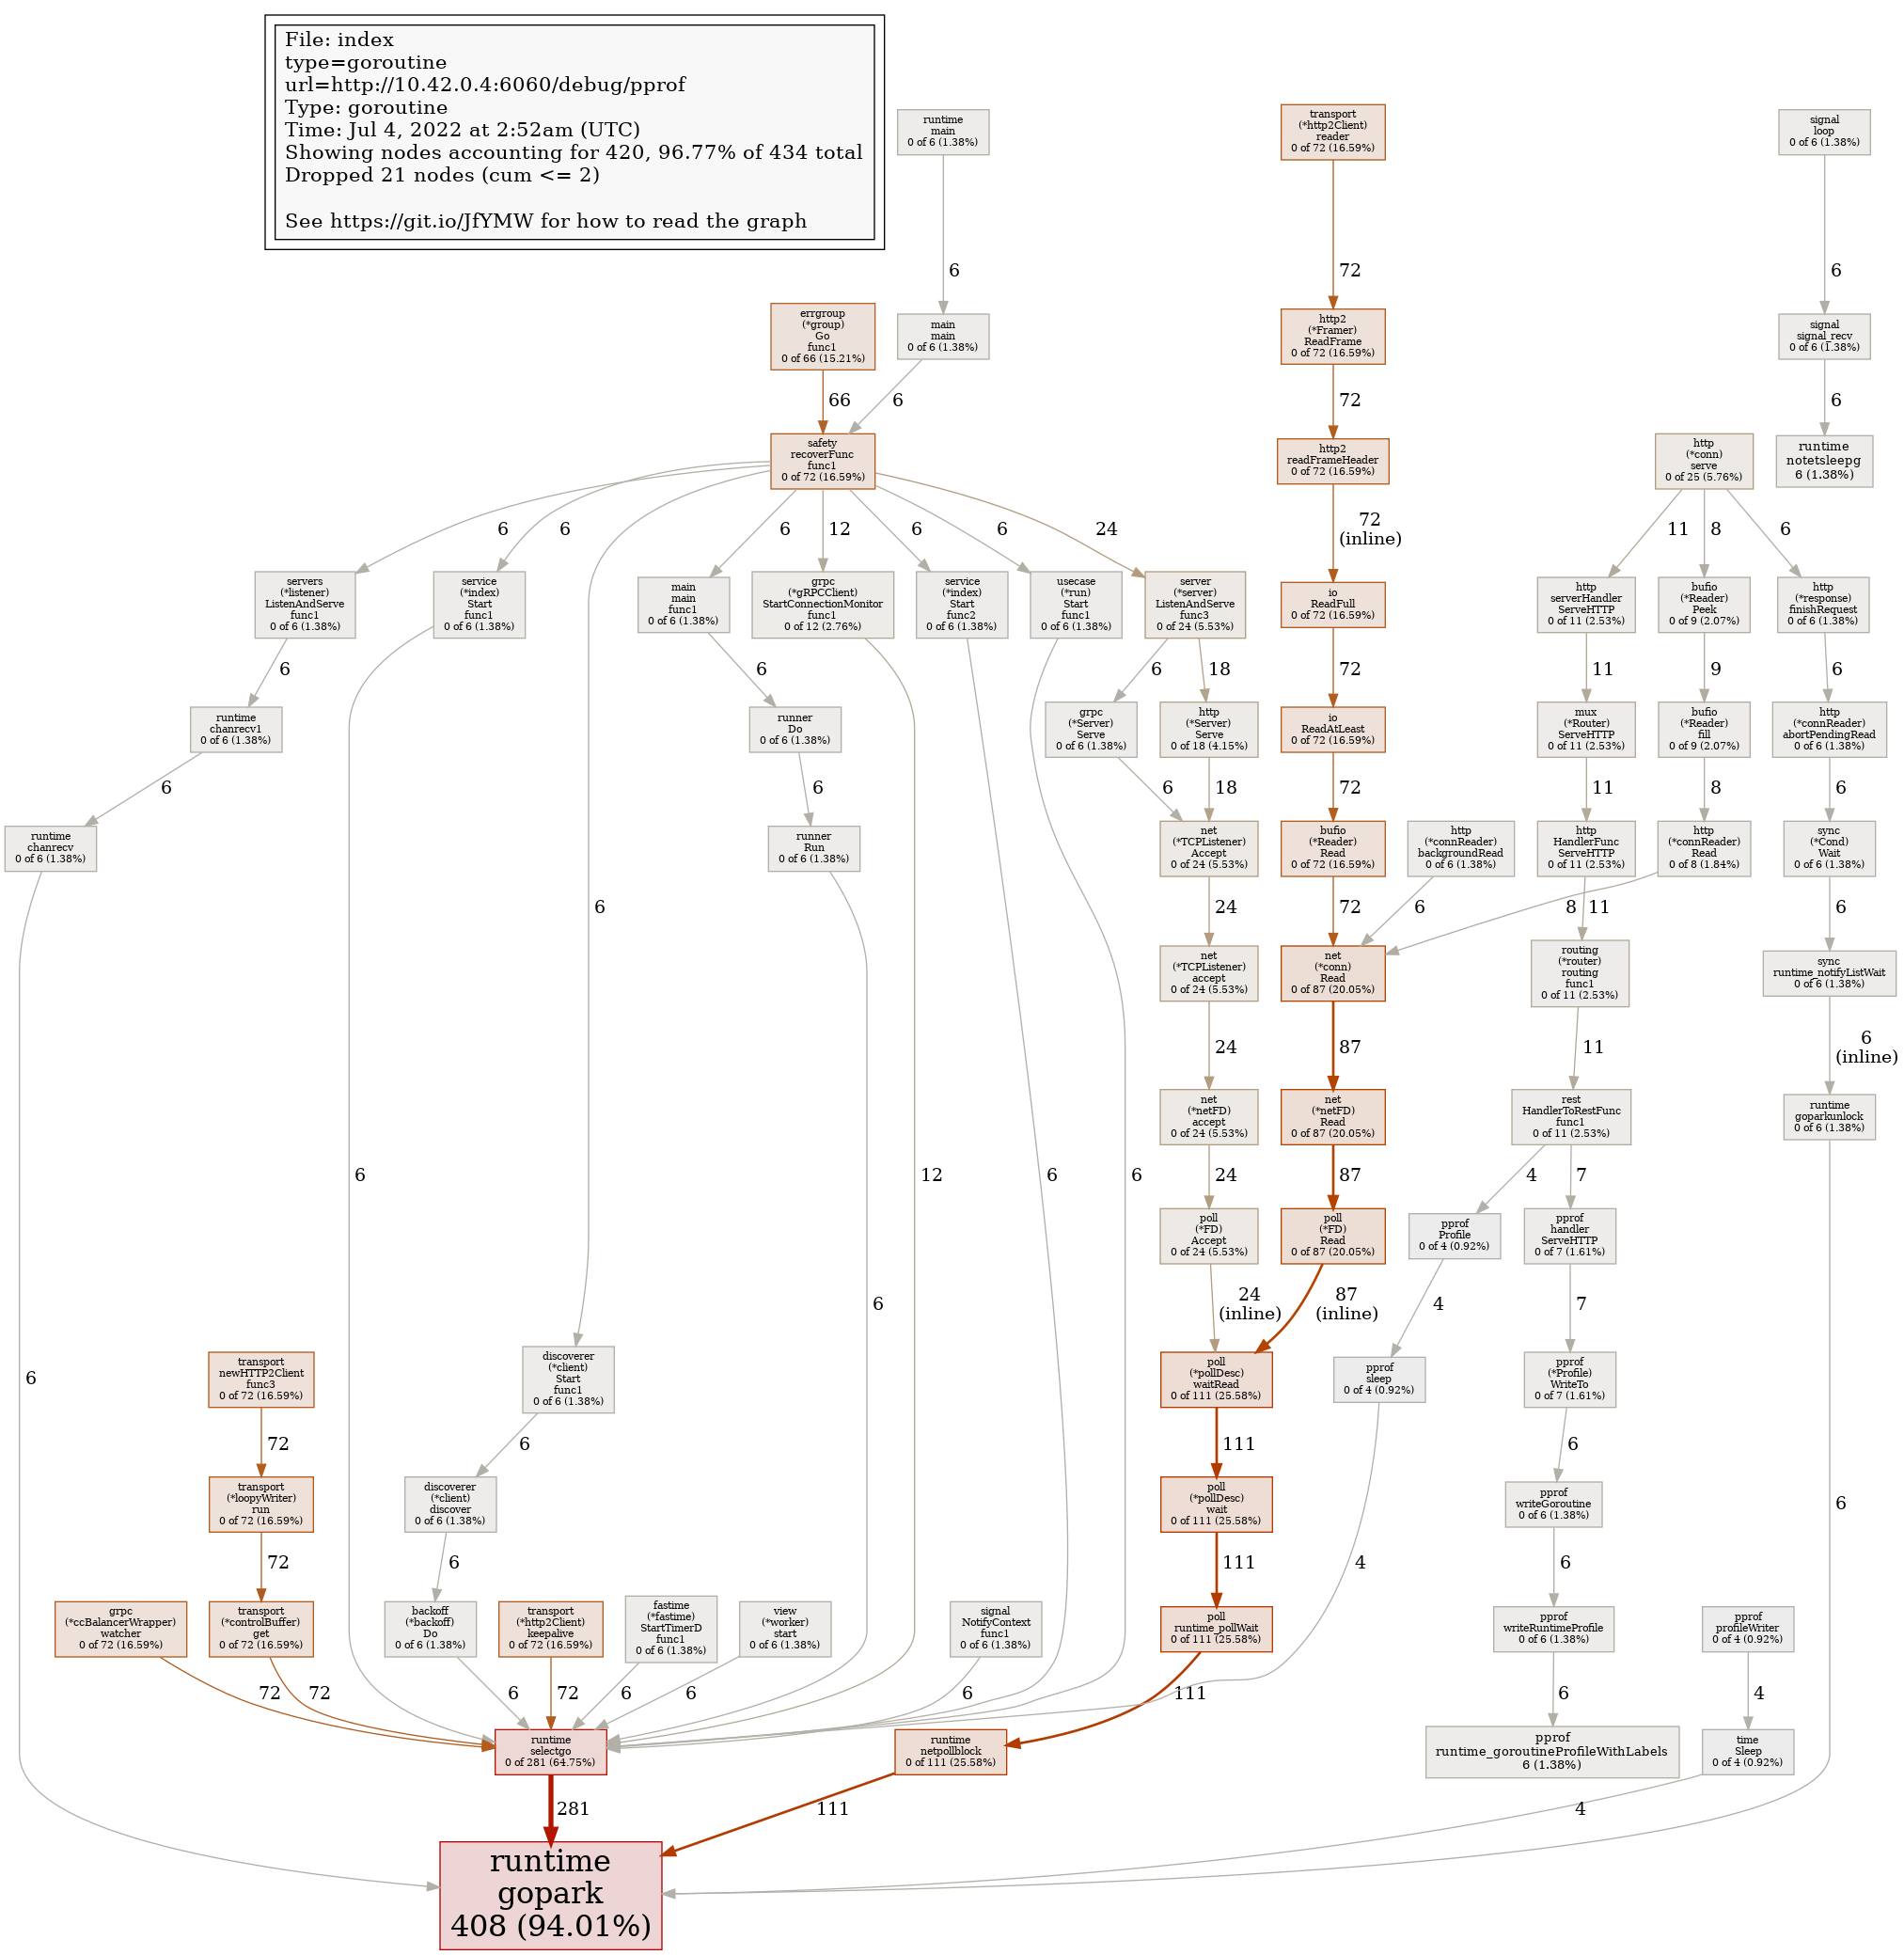 File: index
type=goroutine
url=http://10.42.0.4:6060/debug/pprof
Type: goroutine
Time: Jul 4, 2022 at 2:52am (UTC)
Showing nodes accounting for 420, 96.77% of 434 total
Dropped 21 nodes (cum <= 2)
See https://git.io/JfYMW for how to read the graph
runtime
main
0 of 6 (1.38%)
transport
(*http2Client)
reader
0 of 72 (16.59%)
signal
loop
0 of 6 (1.38%)
6
72
6
errgroup
(*group)
Go
func1
0 of 66 (15.21%)
main
main
0 of 6 (1.38%)
http2
(*Framer)
ReadFrame
0 of 72 (16.59%)
signal
signal_recv
0 of 6 (1.38%)
66
6
72
6
safety
recoverFunc
func1
0 of 72 (16.59%)
http2
readFrameHeader
0 of 72 (16.59%)
http
(*conn)
serve
0 of 25 (5.76%)
runtime
notetsleepg
6 (1.38%)
6
6
6
12
6
6
24
72
(inline)
11
8
6
servers
(*listener)
ListenAndServe
func1
0 of 6 (1.38%)
service
(*index)
Start
func1
0 of 6 (1.38%)
main
main
func1
0 of 6 (1.38%)
grpc
(*gRPCClient)
StartConnectionMonitor
func1
0 of 12 (2.76%)
service
(*index)
Start
func2
0 of 6 (1.38%)
usecase
(*run)
Start
func1
0 of 6 (1.38%)
server
(*server)
ListenAndServe
func3
0 of 24 (5.53%)
io
ReadFull
0 of 72 (16.59%)
http
serverHandler
ServeHTTP
0 of 11 (2.53%)
bufio
(*Reader)
Peek
0 of 9 (2.07%)
http
(*response)
finishRequest
0 of 6 (1.38%)
6
6
6
18
72
11
9
6
runtime
chanrecv1
0 of 6 (1.38%)
runner
Do
0 of 6 (1.38%)
grpc
(*Server)
Serve
0 of 6 (1.38%)
http
(*Server)
Serve
0 of 18 (4.15%)
io
ReadAtLeast
0 of 72 (16.59%)
mux
(*Router)
ServeHTTP
0 of 11 (2.53%)
bufio
(*Reader)
fill
0 of 9 (2.07%)
http
(*connReader)
abortPendingRead
0 of 6 (1.38%)
6
6
6
18
72
11
8
6
runtime
chanrecv
0 of 6 (1.38%)
runner
Run
0 of 6 (1.38%)
net
(*TCPListener)
Accept
0 of 24 (5.53%)
bufio
(*Reader)
Read
0 of 72 (16.59%)
http
(*connReader)
backgroundRead
0 of 6 (1.38%)
http
HandlerFunc
ServeHTTP
0 of 11 (2.53%)
http
(*connReader)
Read
0 of 8 (1.84%)
sync
(*Cond)
Wait
0 of 6 (1.38%)
6
24
72
6
8
11
6
net
(*TCPListener)
accept
0 of 24 (5.53%)
net
(*conn)
Read
0 of 87 (20.05%)
routing
(*router)
routing
func1
0 of 11 (2.53%)
sync
runtime_notifyListWait
0 of 6 (1.38%)
24
87
11
6
(inline)
net
(*netFD)
accept
0 of 24 (5.53%)
net
(*netFD)
Read
0 of 87 (20.05%)
rest
HandlerToRestFunc
func1
0 of 11 (2.53%)
runtime
goparkunlock
0 of 6 (1.38%)
6
12
6
6
24
87
4
7
poll
(*FD)
Accept
0 of 24 (5.53%)
poll
(*FD)
Read
0 of 87 (20.05%)
pprof
Profile
0 of 4 (0.92%)
pprof
handler
ServeHTTP
0 of 7 (1.61%)
6
24
(inline)
87
(inline)
4
7
6
transport
newHTTP2Client
func3
0 of 72 (16.59%)
discoverer
(*client)
Start
func1
0 of 6 (1.38%)
poll
(*pollDesc)
waitRead
0 of 111 (25.58%)
pprof
sleep
0 of 4 (0.92%)
pprof
(*Profile)
WriteTo
0 of 7 (1.61%)
72
6
111
6
transport
(*loopyWriter)
run
0 of 72 (16.59%)
discoverer
(*client)
discover
0 of 6 (1.38%)
poll
(*pollDesc)
wait
0 of 111 (25.58%)
pprof
writeGoroutine
0 of 6 (1.38%)
6
72
6
111
4
6
grpc
(*ccBalancerWrapper)
watcher
0 of 72 (16.59%)
transport
(*controlBuffer)
get
0 of 72 (16.59%)
backoff
(*backoff)
Do
0 of 6 (1.38%)
transport
(*http2Client)
keepalive
0 of 72 (16.59%)
fastime
(*fastime)
StartTimerD
func1
0 of 6 (1.38%)
view
(*worker)
start
0 of 6 (1.38%)
signal
NotifyContext
func1
0 of 6 (1.38%)
poll
runtime_pollWait
0 of 111 (25.58%)
pprof
writeRuntimeProfile
0 of 6 (1.38%)
pprof
profileWriter
0 of 4 (0.92%)
72
72
6
72
6
6
6
111
6
4
runtime
selectgo
0 of 281 (64.75%)
runtime
netpollblock
0 of 111 (25.58%)
pprof
runtime_goroutineProfileWithLabels
6 (1.38%)
time
Sleep
0 of 4 (0.92%)
281
111
4
runtime
gopark
408 (94.01%)